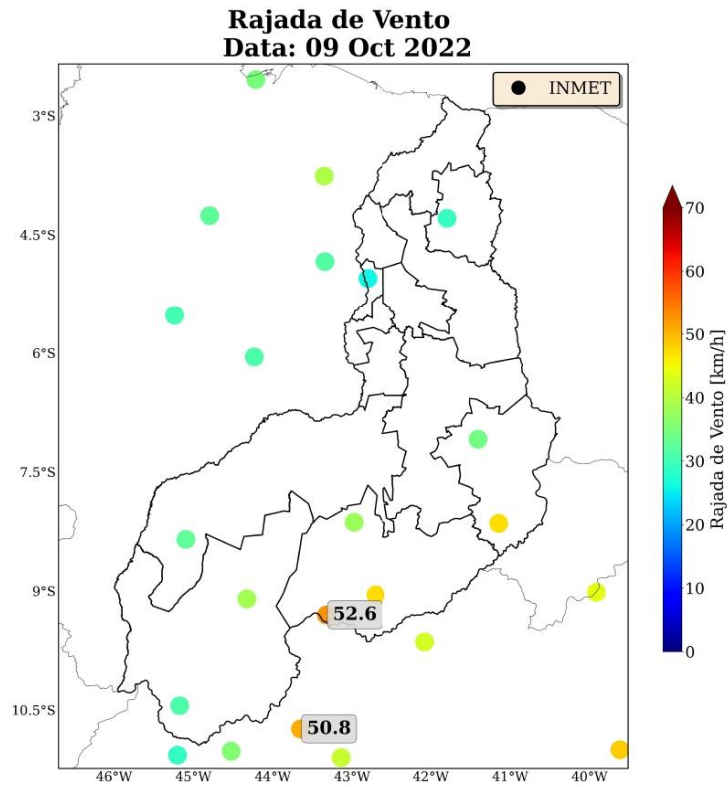 Rajada de Vento
Data: 09 Oct 2022
INMET
3°S
4.5°S
6°S
7.5°S
9°S
10.5°S
52.6
50.8
46°W 45°W 44°W 43°W 42°W 41°W 40°W
70
60
50
40
30
20
10
0
Rajada de Vento [km/h]